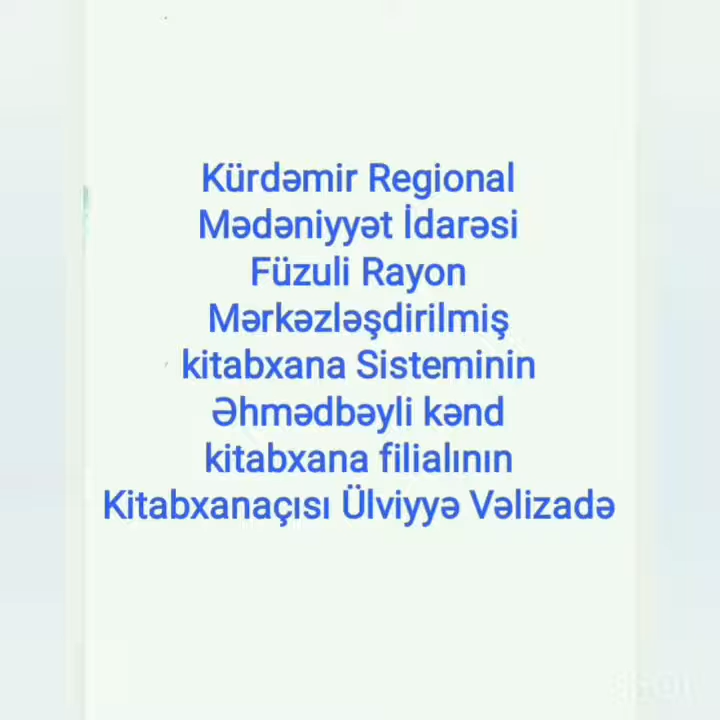 Kürdəmir Regional
Mədəniyyət İdarəsi
Füzuli Rayon
Mərkəzləşdirilmiş
kitabxana Sisteminin
Əhmədbəyli kənd
kitabxana filialının
Kitabxanaçısı Ülviyyə Vəlizadə